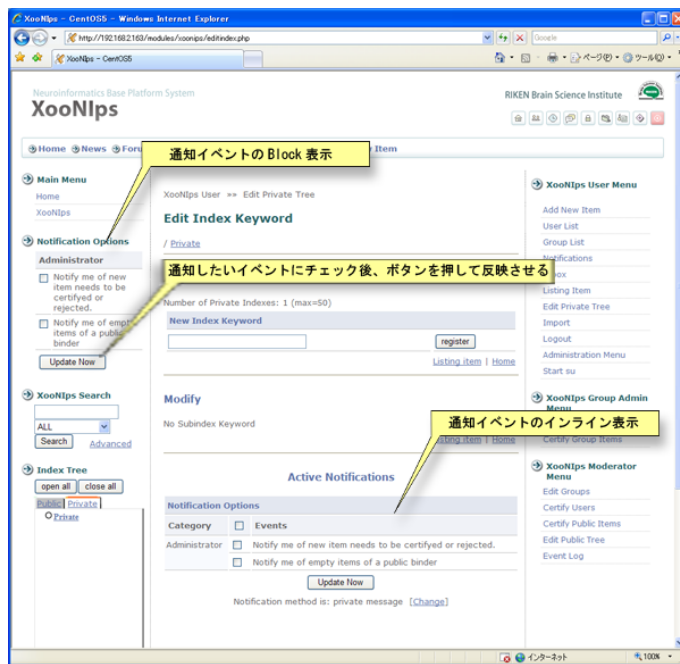 XooNIps - CentOS5 - Windows Internet Explorer
http://192.168.2.163/modules/xoonips/editindex.php
Google
XooNIps - CentOS5
ページ(P)
ツール(O)
Neuroinformatics Base Platform System
XooNIps
RIKEN Brain Science Institute
Home
News
Item
通知イベントの Block 表示
Main Menu
Home
XooNIps
Notification Options
Administrator
Notify me of new
item needs to be
certifyed or
rejected.
Notify me of empty
items of a public
binder
Update Now
XooNIps Search
ALL
Search
Advanced
Index Tree
open all
close all
Public
Private
Private
XooNIps User »» Edit Private Tree
Edit Index Keyword
/ Private
通知したいイベントにチェック後、ボタンを押して反映させる
Number of Private Indexes: 1 (max=50)
New Index Keyword
register
Listing item | Home
Modify
No Subindex Keyword
通知イベントのインライン表示
Listing item | Home
Active Notifications
Notification Options
Category
Events
Administrator
Notify me of new item needs to be certifyed or rejected.
Notify me of empty items of a public binder
Update Now
Notification method is: private message [Change]
XooNIps User Menu
Add New Item
User List
Group List
Notifications
Listing Item
Edit Private Tree
Import
Logout
Administration Menu
Start su
XooNIps Group Admin
Menu
Certify Group Items
XooNIps Moderator
Menu
Edit Groups
Certify Users
Certify Public Items
Edit Public Tree
Event Log
インターネット
100%